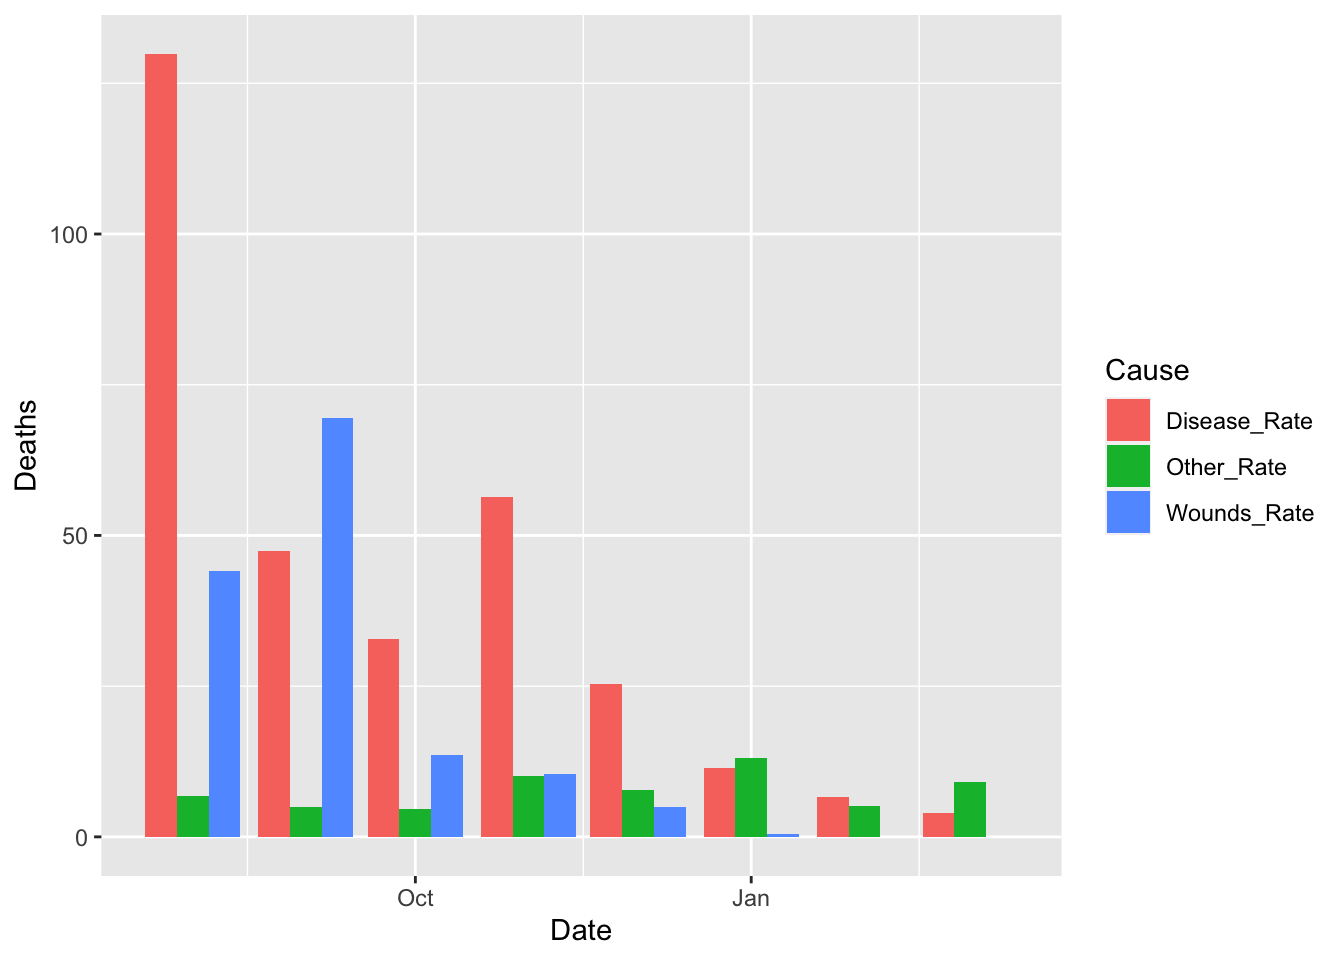 100
50
0
Deaths
Oct
Jan
Date
Cause
Disease_Rate
Other_Rate
Wounds_Rate